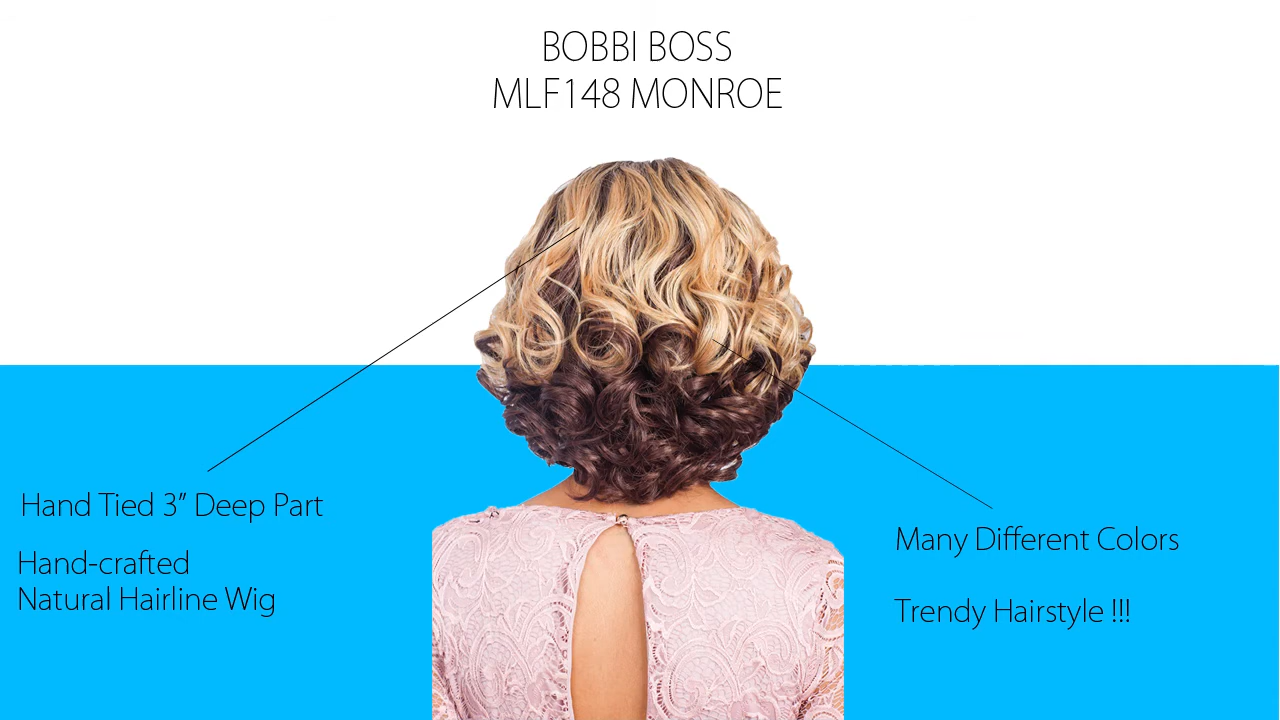 BOBBI BOSS
MLF148 MONROE
Hand Tied 3” Deep Part
Hand-crafted
Natural Hairline Wig
Many Different Colors
Trendy Hairstyle !!!